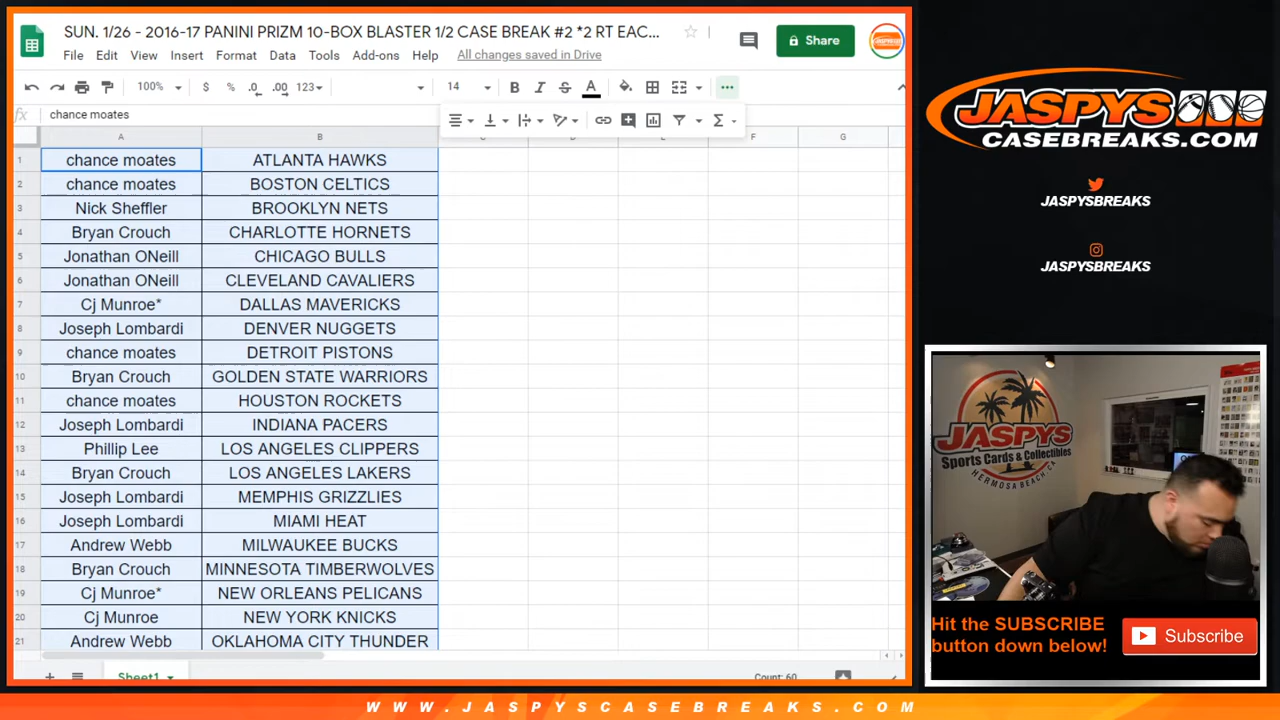 SUN. 1/26 - 2016-17 PANINI PRIZM 10-BOX BLASTER 1/2 CASE BREAK #2 *2 RT EAC...
Share
File Edit View Insert Format Data Tools Add-ons Help All changes saved in Drive
100% $ % .0 .00 123 14 B I S A
fx chance moates
A B C D E F G
1 chance moates ATLANTA HAWKS
2 chance moates BOSTON CELTICS
3 Nick Sheffler BROOKLYN NETS
4 Bryan Crouch CHARLOTTE HORNETS
5 Jonathan ONeill CHICAGO BULLS
6 Jonathan ONeill CLEVELAND CAVALIERS
7 Cj Munroe* DALLAS MAVERICKS
8 Joseph Lombardi DENVER NUGGETS
9 chance moates DETROIT PISTONS
10 Bryan Crouch GOLDEN STATE WARRIORS
11 chance moates HOUSTON ROCKETS
12 Joseph Lombardi INDIANA PACERS
13 Phillip Lee LOS ANGELES CLIPPERS
14 Bryan Crouch LOS ANGELES LAKERS
15 Joseph Lombardi MEMPHIS GRIZZLIES
16 Joseph Lombardi MIAMI HEAT
17 Andrew Webb MILWAUKEE BUCKS
18 Bryan Crouch MINNESOTA TIMBERWOLVES
19 Cj Munroe* NEW ORLEANS PELICANS
20 Cj Munroe NEW YORK KNICKS
21 Andrew Webb OKLAHOMA CITY THUNDER
Sheet1 Count: 60
JASPYS
CASEBREAKS.COM
JASPYSBREAKS
JASPYSBREAKS
JASPYS
Sports Cards & Collectibles
HERMOSA BEACH, CA
Hit the SUBSCRIBE
button down below!
Subscribe
WWW.JASPYSCASEBREAKS.COM